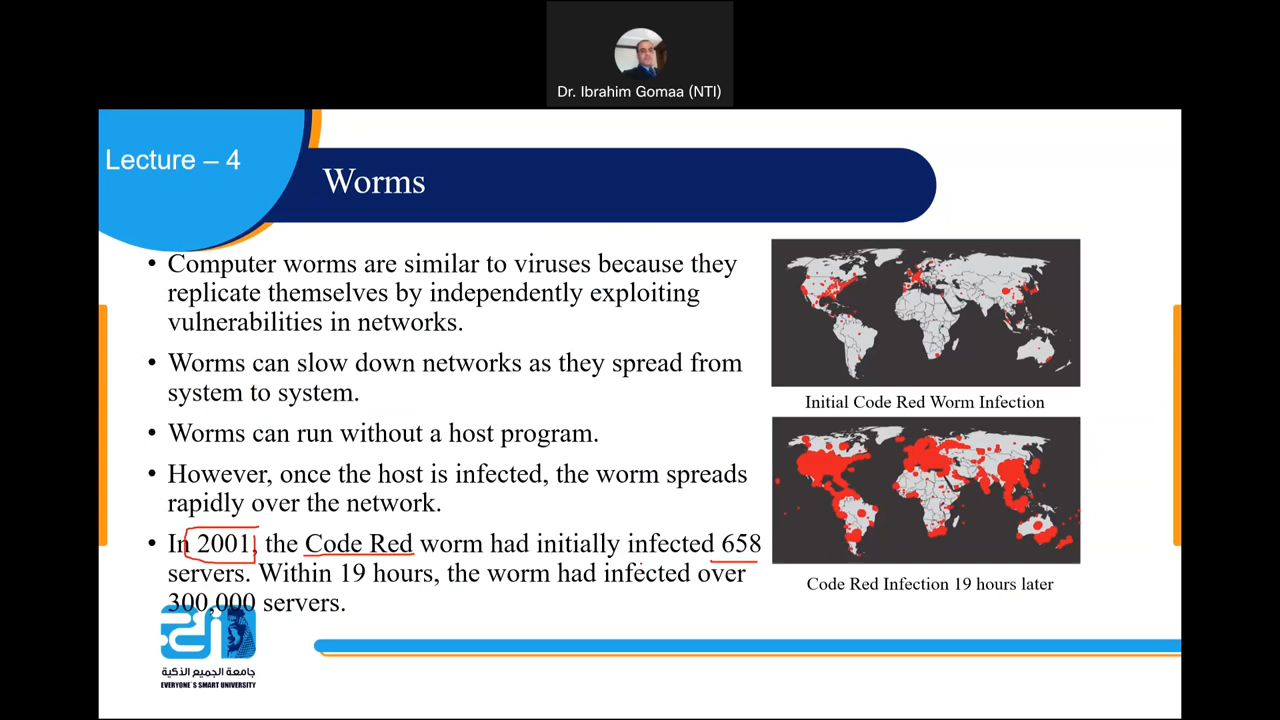 Dr. Ibrahim Gomaa (NTI)
Lecture – 4
Worms
• Computer worms are similar to viruses because they
replicate themselves by independently exploiting
vulnerabilities in networks.
• Worms can slow down networks as they spread from
system to system.
• Worms can run without a host program.
• However, once the host is infected, the worm spreads
rapidly over the network.
• In 2001, the Code Red worm had initially infected 658
servers. Within 19 hours, the worm had infected over
300,000 servers.
Initial Code Red Worm Infection
Code Red Infection 19 hours later
جامعة الجميع الذكية
EVERYONE`S SMART UNIVERSITY